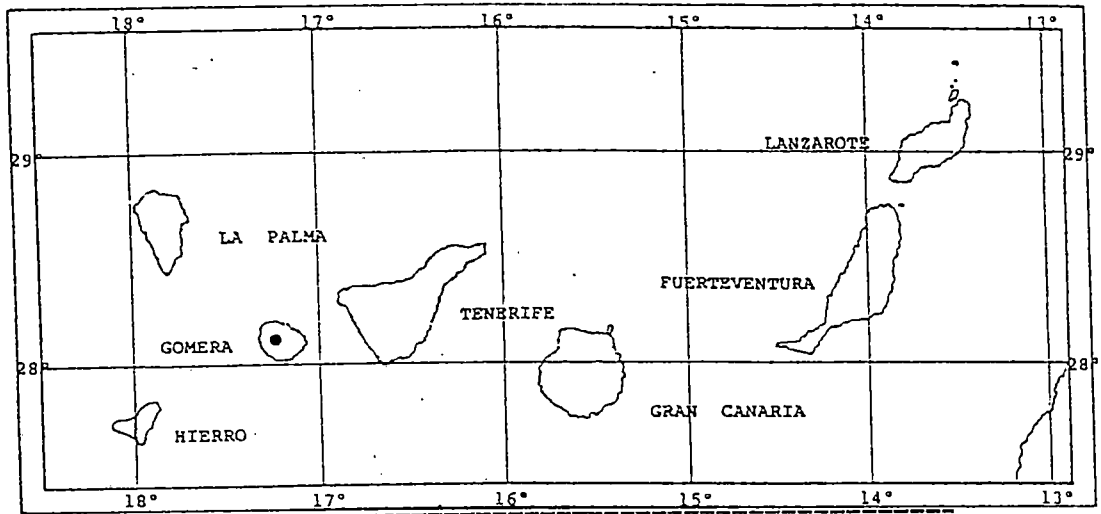 18° 17° 16° 15° 14° 13°
LANZAROTE
29° 29°
LA PALMA
FUERTEVENTURA
TENERIFE
GOMERA
28° 28°
GRAN CANARIA
HIERRO
18° 17° 16° 15° 14° 13°